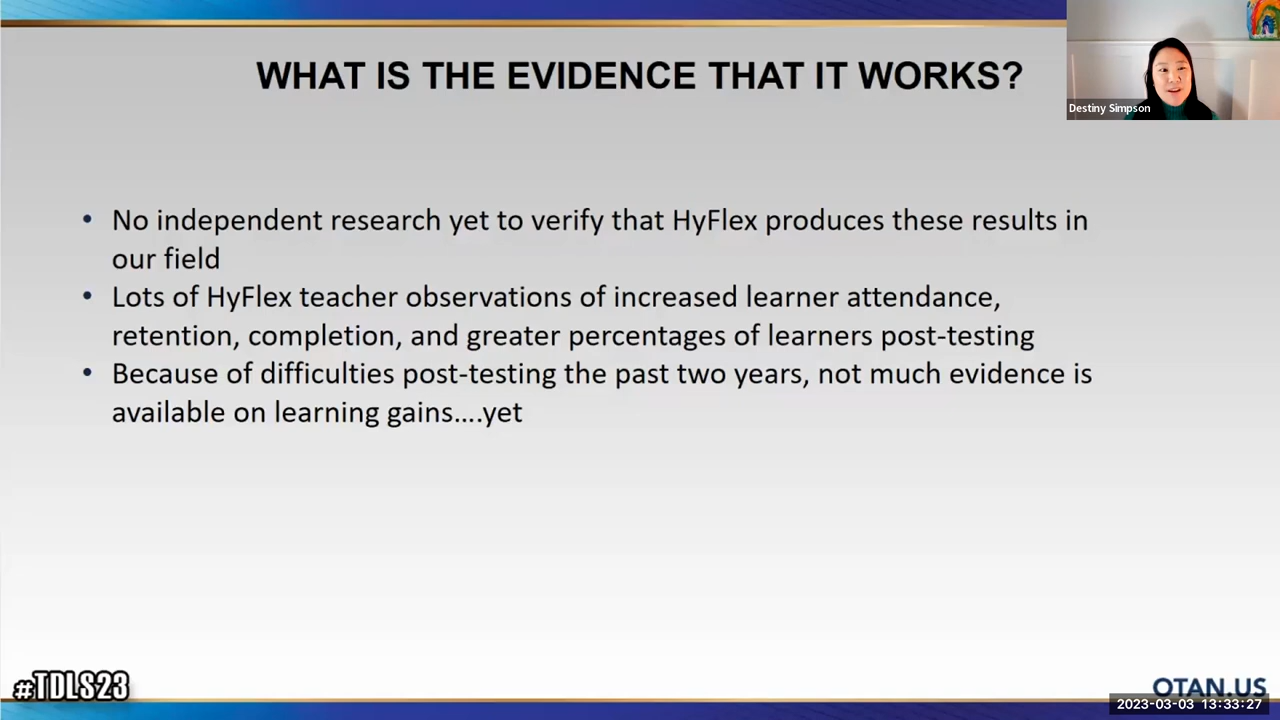 WHAT IS THE EVIDENCE THAT IT WORKS?
Destiny Simpson
• No independent research yet to verify that HyFlex produces these results in
our field
• Lots of HyFlex teacher observations of increased learner attendance,
retention, completion, and greater percentages of learners post-testing
• Because of difficulties post-testing the past two years, not much evidence is
available on learning gains....yet
#TDLS23
OTAN.US
2023-03-03 13:33:27